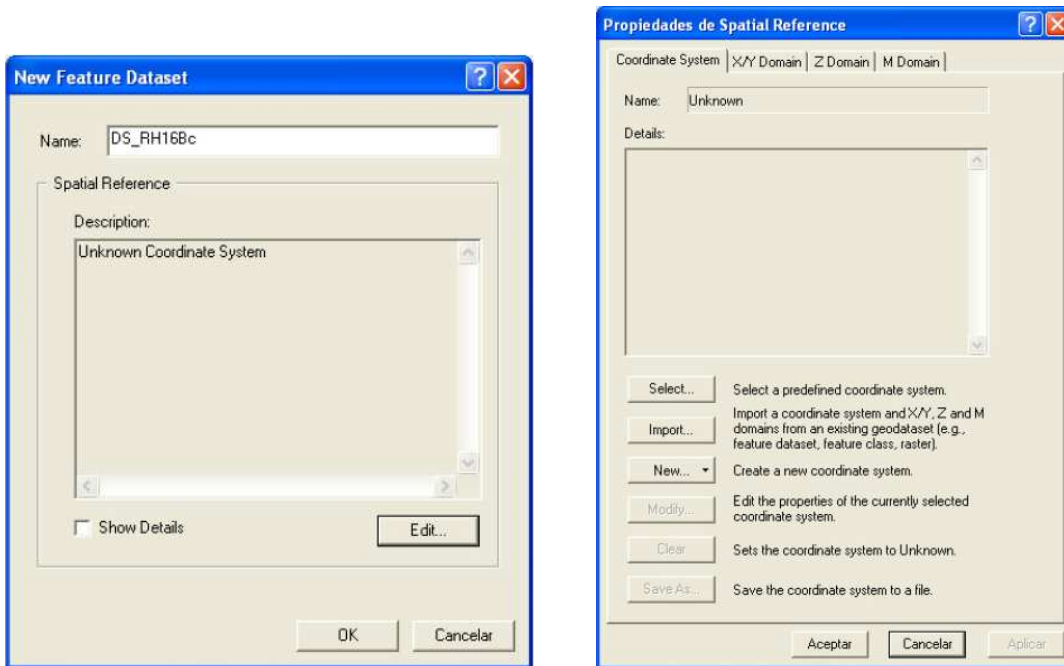 New Feature Dataset
Name: DS_RH16Bc
Spatial Reference
Description:
Unknown Coordinate System
Show Details
Edit...
OK Cancelar
Propiedades de Spatial Reference
Coordinate System X/Y Domain Z Domain M Domain
Name: Unknown
Details:
Select... Select a predefined coordinate system.
Import... Import a coordinate system and X/Y, Z and M
domains from an existing geodataset (e.g.,
feature dataset, feature class, raster).
New... Create a new coordinate system.
Modify... Edit the properties of the currently selected
coordinate system.
Clear Sets the coordinate system to Unknown.
Save As... Save the coordinate system to a file.
Aceptar Cancelar Aplicar